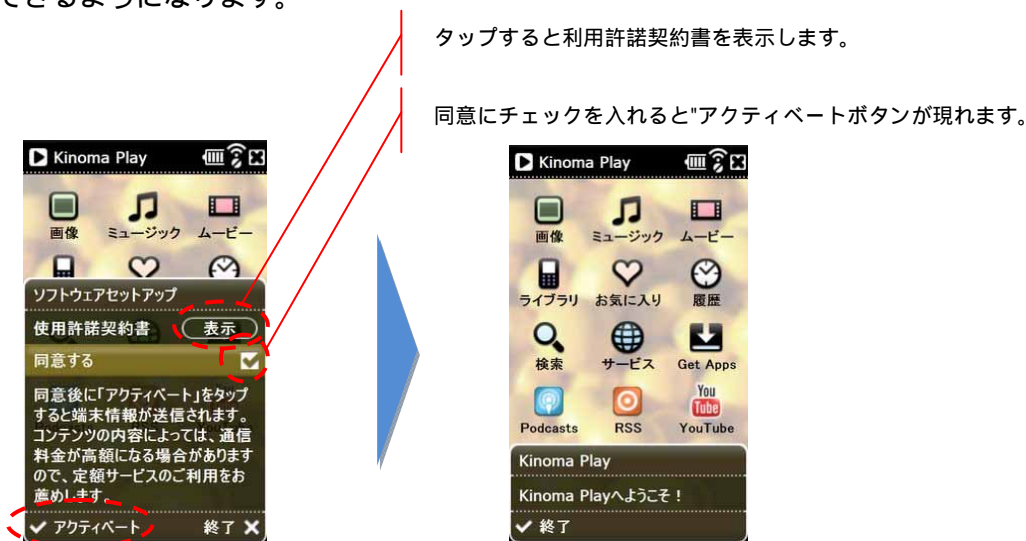 できるようになります。
タップすると利用許諾契約書を表示します。
同意にチェックを入れると"アクティベートボタンが現れます。
Kinoma Play
画像 ミュージック ムービー
ソフトウェアセットアップ
使用許諾契約書 表示
同意する
同意後に「アクティベート」をタップ
すると端末情報が送信されます。
コンテンツの内容によっては、通信
料金が高額になる場合があります
ので、定額サービスのご利用をお
薦めします。
アクティベート 終了
Kinoma Play
画像 ミュージック ムービー
ライブラリ お気に入り 履歴
検索 サービス Get Apps
You
Tube
Podcasts RSS YouTube
Kinoma Play
Kinoma Playへようこそ！
終了